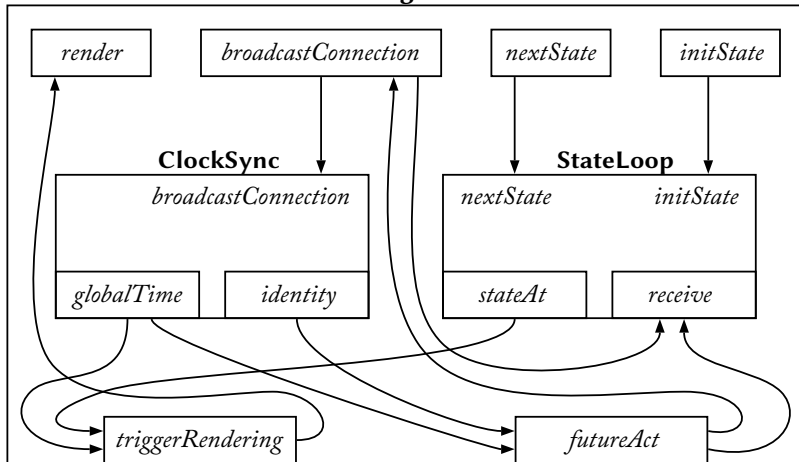 render broadcastConnection nextState initState
ClockSync StateLoop
broadcastConnection nextState initState
globalTime identity stateAt receive
triggerRendering futureAct